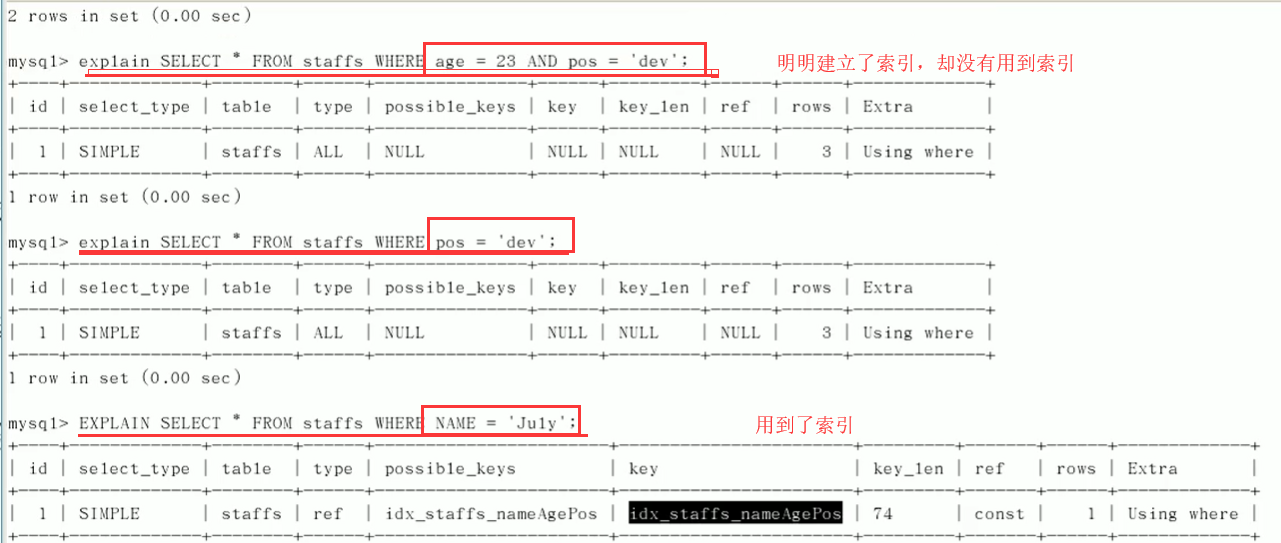 2 rows in set (0.00 sec)
mysql> explain SELECT * FROM staffs WHERE age = 23 AND pos = 'dev'; 明明建立了索引，却没有用到索引
+----+-------------+--------+------+---------------+------+---------+------+------+-------------+
| id | select_type | table | type | possible_keys | key | key_len | ref | rows | Extra |
+----+-------------+--------+------+---------------+------+---------+------+------+-------------+
| 1 | SIMPLE | staffs | ALL | NULL | NULL | NULL | NULL | 3 | Using where |
+----+-------------+--------+------+---------------+------+---------+------+------+-------------+
1 row in set (0.00 sec)
mysql> explain SELECT * FROM staffs WHERE pos = 'dev';
+----+-------------+--------+------+---------------+------+---------+------+------+-------------+
| id | select_type | table | type | possible_keys | key | key_len | ref | rows | Extra |
+----+-------------+--------+------+---------------+------+---------+------+------+-------------+
| 1 | SIMPLE | staffs | ALL | NULL | NULL | NULL | NULL | 3 | Using where |
+----+-------------+--------+------+---------------+------+---------+------+------+-------------+
1 row in set (0.00 sec)
mysql> EXPLAIN SELECT * FROM staffs WHERE NAME = 'July'; 用到了索引
+----+-------------+--------+------+-----------------------+-----------------------+---------+-------+------+-------------+
| id | select_type | table | type | possible_keys | key | key_len | ref | rows | Extra |
+----+-------------+--------+------+-----------------------+-----------------------+---------+-------+------+-------------+
| 1 | SIMPLE | staffs | ref | idx_staffs_nameAgePos | idx_staffs_nameAgePos | 74 | const | 1 | Using where |
+----+-------------+--------+------+-----------------------+-----------------------+---------+-------+------+-------------+